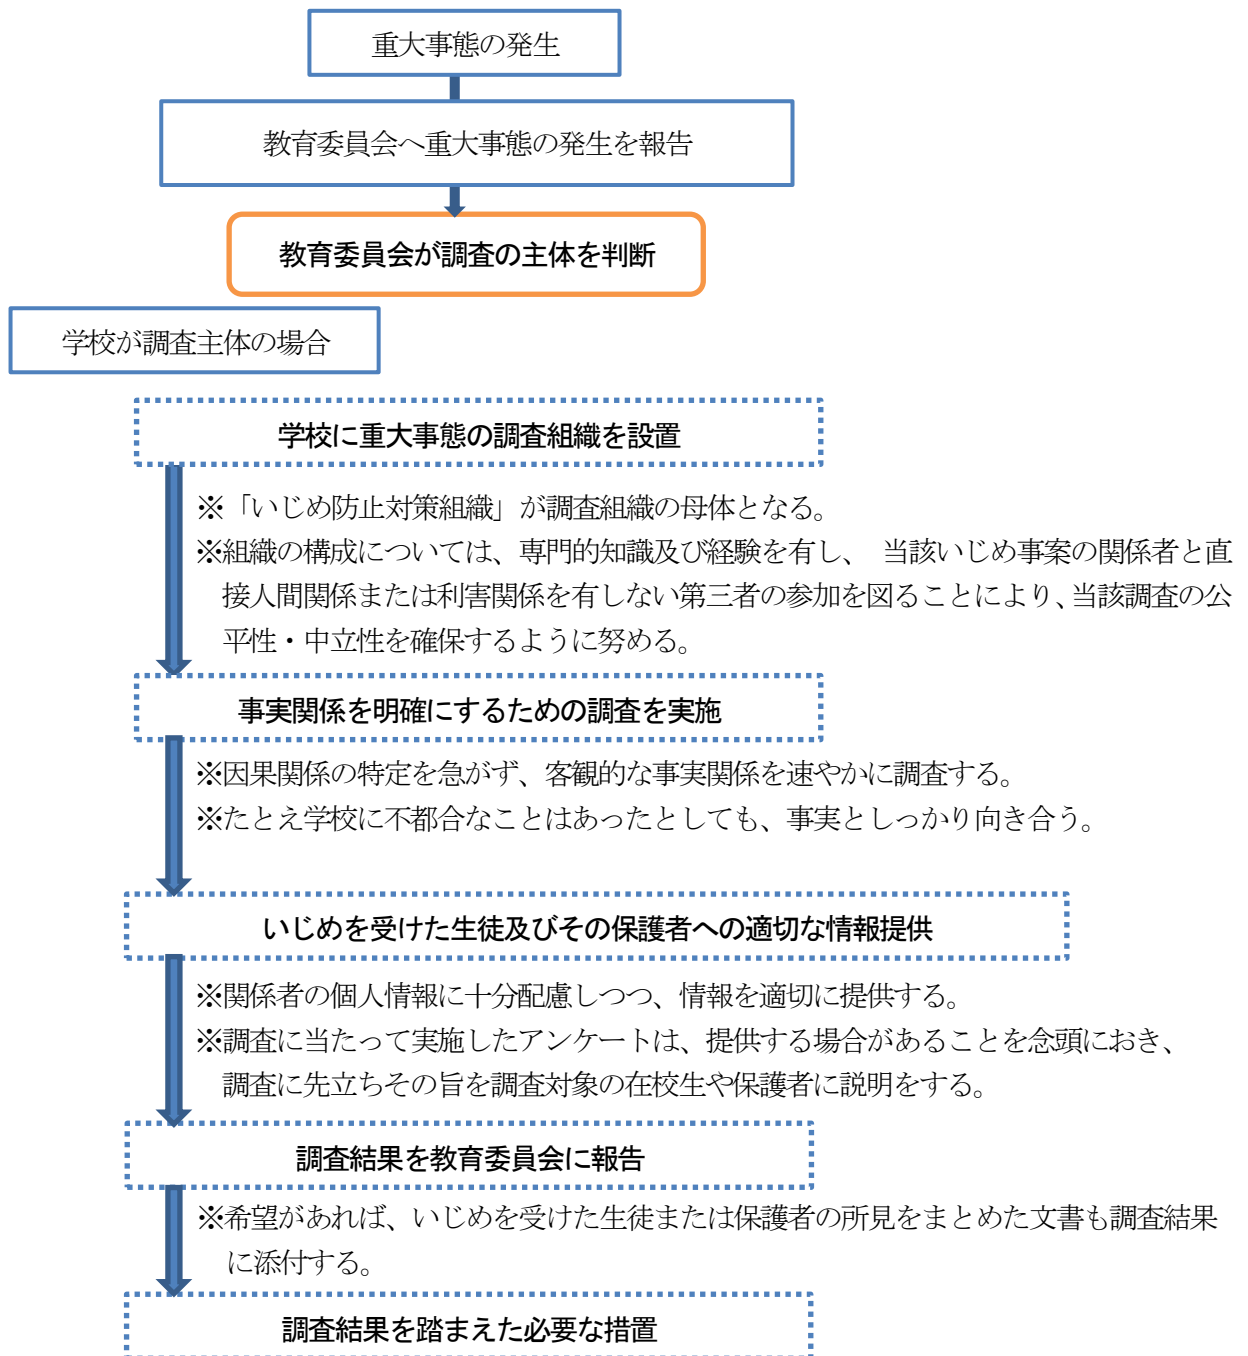 重大事態の発生
教育委員会へ重大事態の発生を報告
教育委員会が調査の主体を判断
学校が調査主体の場合
学校に重大事態の調査組織を設置
※「いじめ防止対策組織」が調査組織の母体となる。
※組織の構成については、専門的知識及び経験を有し、 当該いじめ事案の関係者と直
接人間関係または利害関係を有しない第三者の参加を図ることにより、当該調査の公
平性・中立性を確保するように努める。
事実関係を明確にするための調査を実施
※因果関係の特定を急がず、客観的な事実関係を速やかに調査する。
※たとえ学校に不都合なことはあったとしても、事実としっかり向き合う。
いじめを受けた生徒及びその保護者への適切な情報提供
※関係者の個人情報に十分配慮しつつ、情報を適切に提供する。
※調査に当たって実施したアンケートは、提供する場合があることを念頭におき、
調査に先立ちその旨を調査対象の在校生や保護者に説明をする。
調査結果を教育委員会に報告
※希望があれば、いじめを受けた生徒または保護者の所見をまとめた文書も調査結果
に添付する。
調査結果を踏まえた必要な措置